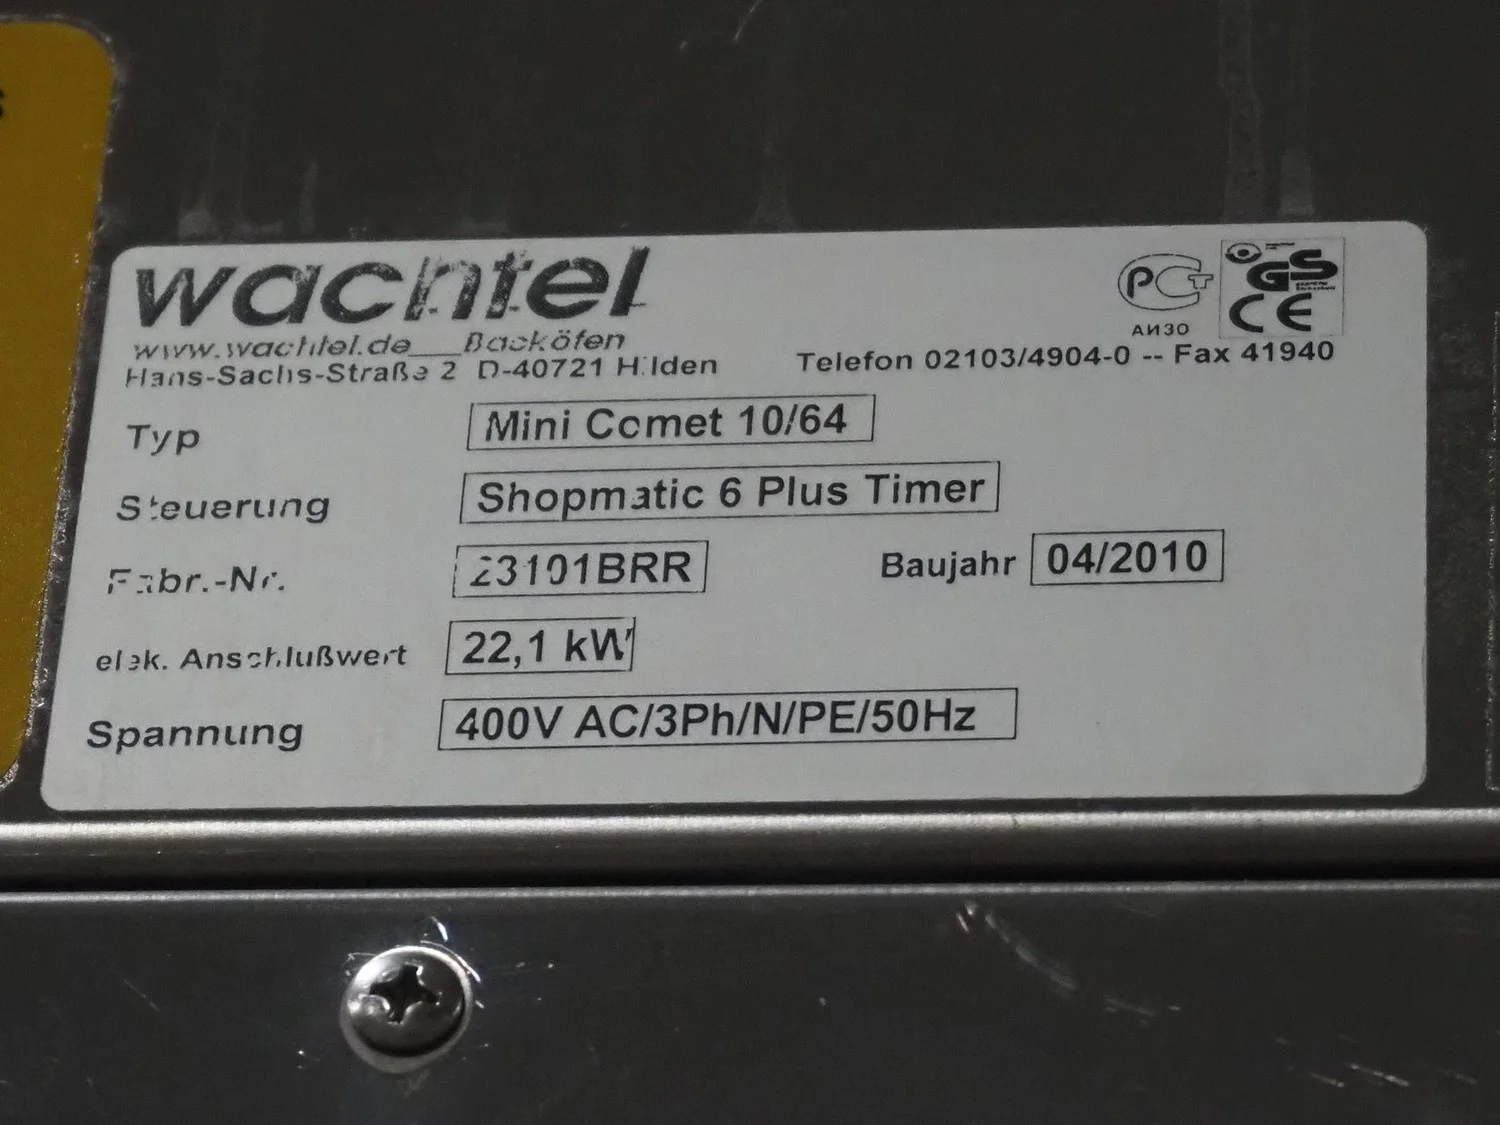 wachtel
www.wachtel.de__Backöfen
Hans-Sachs-Straße 2 D-40721 Hilden
Telefon 02103/4904-0 -- Fax 41940
PCT
АИ30
GS
CE
Typ Mini Comet 10/64
Steuerung Shopmatic 6 Plus Timer
Fabr.-Nr. 23101BRR Baujahr 04/2010
elek. Anschlußwert 22,1 kW
Spannung 400V AC/3Ph/N/PE/50Hz